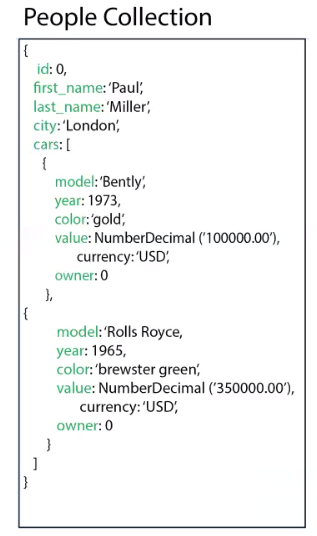 People Collection
{
id: 0,
first_name: 'Paul',
last_name: 'Miller',
city: 'London',
cars: [
{
model: 'Bently',
year: 1973,
color: 'gold',
value: NumberDecimal ('100000.00'),
currency: 'USD',
owner: 0
},
{
model: 'Rolls Royce,
year: 1965,
color: 'brewster green',
value: NumberDecimal ('350000.00'),
currency: 'USD',
owner: 0
}
]
}